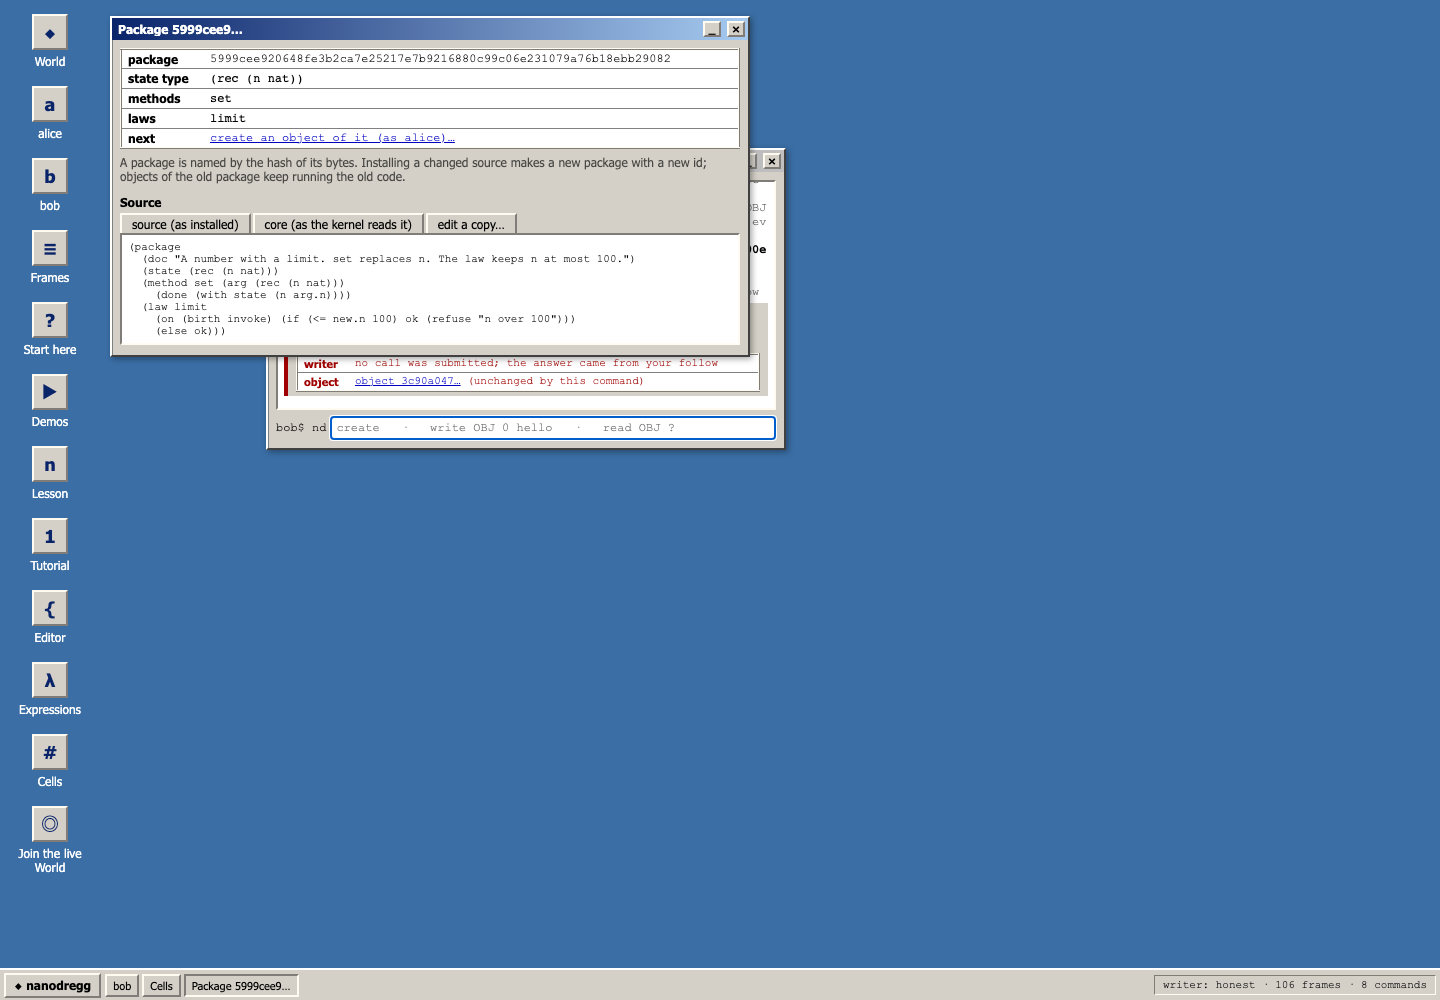 World
alice
bob
Frames
Start here
Demos
Lesson
Tutorial
Editor
Expressions
Cells
Join the live
World
Package 5999cee9...
package 5999cee920648fe3b2ca7e25217e7b9216880c99c06e231079a76b18ebb29082
state type (rec (n nat))
methods set
laws limit
next create an object of it (as alice)…
A package is named by the hash of its bytes. Installing a changed source makes a new package with a new id;
objects of the old package keep running the old code.
Source
source (as installed) core (as the kernel reads it) edit a copy...
(package
(doc "A number with a limit. set replaces n. The law keeps n at most 100.")
(state (rec (n nat)))
(method set (arg (rec (n nat)))
(done (with state (n arg.n))))
(law limit
(on (birth invoke) (if (<= new.n 100) ok (refuse "n over 100")))
(else ok)))
OBJ
ev
00e
ow
writer no call was submitted; the answer came from your follow
object object 3c90a047… (unchanged by this command)
bob$ nd create · write OBJ 0 hello · read OBJ ?
◆ nanodregg bob Cells Package 5999cee9... writer: honest · 106 frames · 8 commands